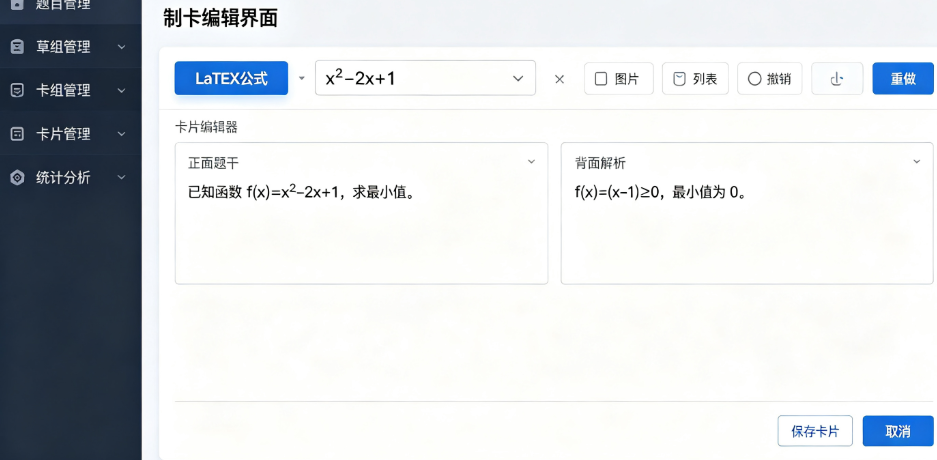 题目管理
草组管理
卡组管理
卡片管理
统计分析
制卡编辑界面
LaTEX公式
x²−2x+1
图片
列表
撤销
重做
卡片编辑器
正面题干
已知函数 f(x)=x²−2x+1，求最小值。
背面解析
f(x)=(x−1)≥0，最小值为 0。
保存卡片
取消